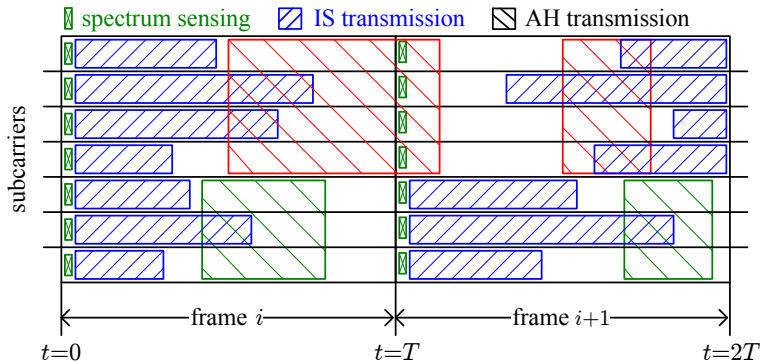 spectrum sensing IS transmission AH transmission
subcarriers
frame i frame i+1
t=0 t=T t=2T